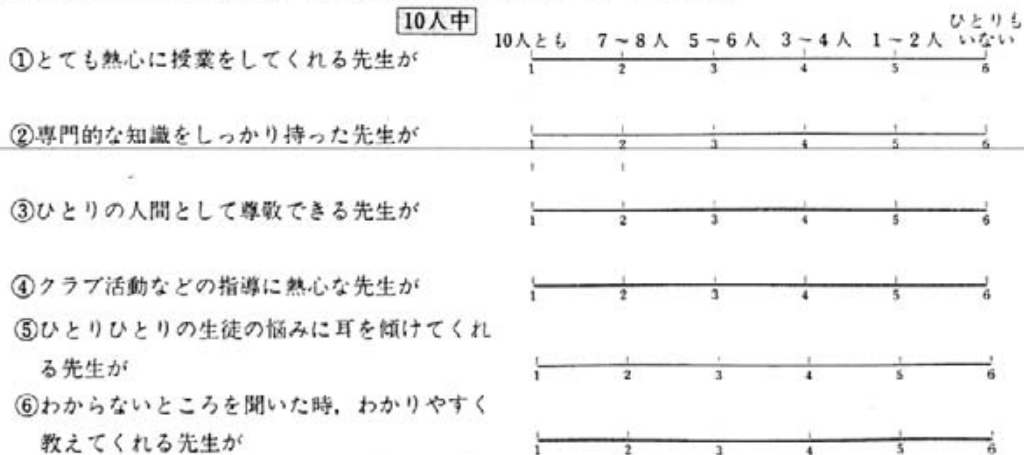 10人中
10人とも 7~8人 5~6人 3~4人 1~2人 ひとりもいない
①とても熱心に授業をしてくれる先生が
1 2 3 4 5 6
②専門的な知識をしっかり持った先生が
1 2 3 4 5 6
③ひとりの人間として尊敬できる先生が
1 2 3 4 5 6
④クラブ活動などの指導に熱心な先生が
1 2 3 4 5 6
⑤ひとりひとりの生徒の悩みに耳を傾けてくれ
る先生が
1 2 3 4 5 6
⑥わからないところを聞いた時,わかりやすく
教えてくれる先生が
1 2 3 4 5 6